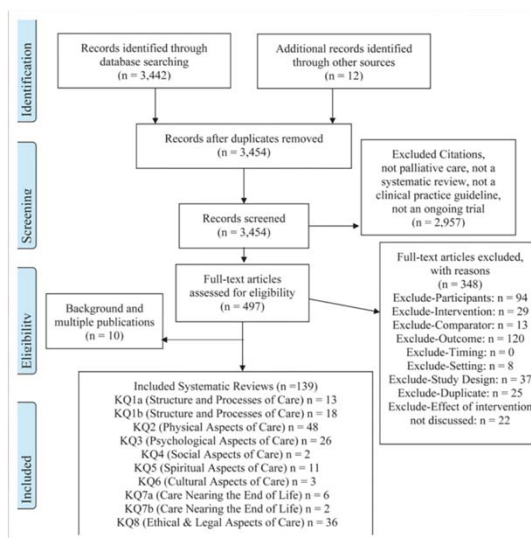 Identification
Records identified through
database searching
(n = 3,442)
Additional records identified
through other sources
(n = 12)
Records after duplicates removed
(n = 3,454)
Screening
Excluded Citations,
not palliative care, not a
systematic review, not a
clinical practice guideline,
not an ongoing trial
(n = 2,957)
Records screened
(n = 3,454)
Eligibility
Full-text articles
assessed for eligibility
(n = 497)
Full-text articles excluded,
with reasons
(n = 348)
Exclude-Participants: n = 94
Exclude-Intervention: n = 29
Exclude-Comparator: n = 13
Exclude-Outcome: n = 120
Exclude-Timing: n = 0
Exclude-Setting: n = 8
Exclude-Study Design: n = 37
Exclude-Duplicate: n = 25
Exclude-Effect of intervention
not discussed: n = 22
Background and
multiple publications
(n = 10)
Included
Included Systematic Reviews (n =139)
KQ1a (Structure and Processes of Care) n = 13
KQ1b (Structure and Processes of Care) n = 18
KQ2 (Physical Aspects of Care) n = 48
KQ3 (Psychological Aspects of Care) n = 26
KQ4 (Social Aspects of Care) n = 2
KQ5 (Spiritual Aspects of Care) n = 11
KQ6 (Cultural Aspects of Care) n = 3
KQ7a (Care Nearing the End of Life) n = 6
KQ7b (Care Nearing the End of Life) n = 2
KQ8 (Ethical & Legal Aspects of Care) n = 36